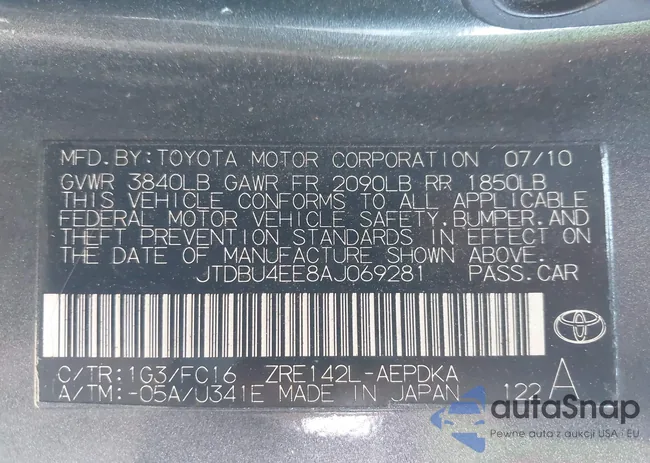 MFD.BY:TOYOTA MOTOR CORPORATION 07/10
GVWR 3840LB GAWR FR 2090LB RR 1850LB
THIS VEHICLE CONFORMS TO ALL APPLICABLE
FEDERAL MOTOR VEHICLE SAFETY,BUMPER,AND
THEFT PREVENTION STANDARDS IN EFFECT ON
THE DATE OF MANUFACTURE SHOWN ABOVE.
JTDBU4EE8AJ069281 PASS.CAR
C/TR:1G3/FC16 ZRE142L-AEPDKA
A/TM:-05A/U341E MADE IN JAPAN 122 A
autaSnap
Pewne auta z aukcji USA - EU